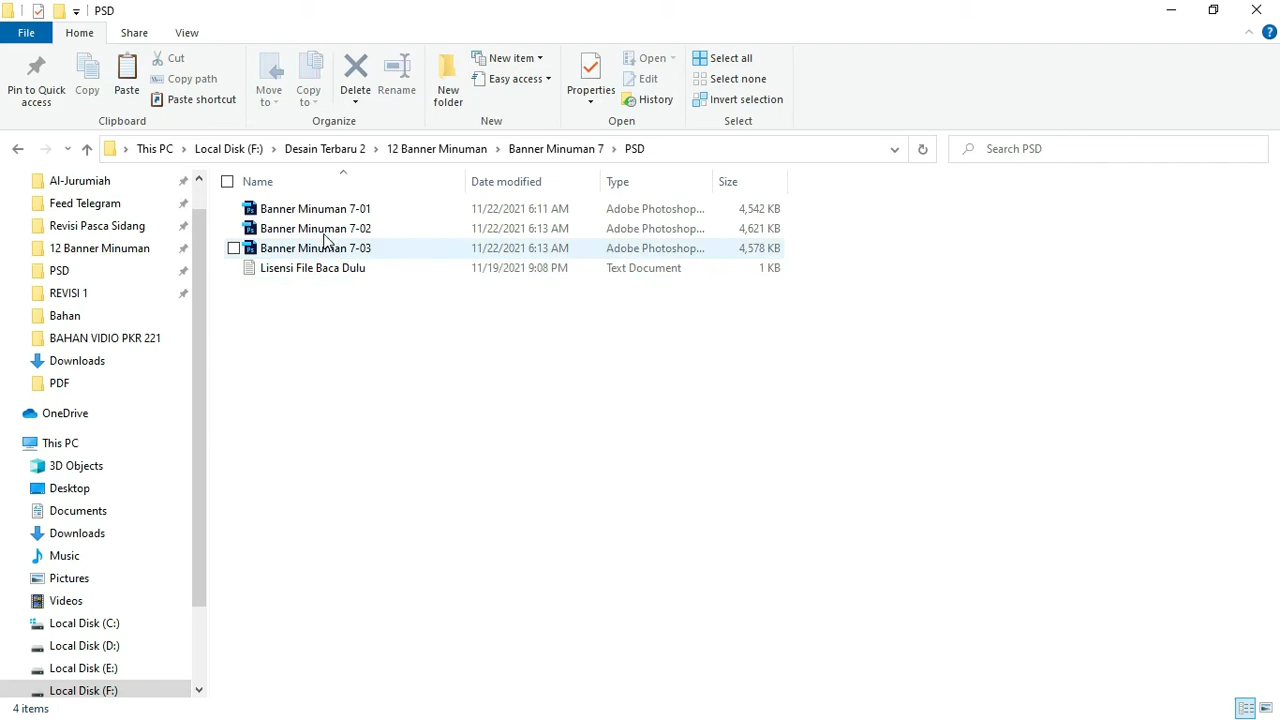 PSD
File Home Share View
Pin to Quick access
Copy
Paste
Cut
Copy path
Paste shortcut
Clipboard
Move to
Copy to
Delete
Rename
Organize
New folder
New item
Easy access
New
Properties
Open
Edit
History
Open
Select all
Select none
Invert selection
Select
This PC > Local Disk (F:) > Desain Terbaru 2 > 12 Banner Minuman > Banner Minuman 7 > PSD
Search PSD
Al-Jurumiah
Feed Telegram
Revisi Pasca Sidang
12 Banner Minuman
PSD
REVISI 1
Bahan
BAHAN VIDIO PKR 221
Downloads
PDF
OneDrive
This PC
3D Objects
Desktop
Documents
Downloads
Music
Pictures
Videos
Local Disk (C:)
Local Disk (D:)
Local Disk (E:)
Local Disk (F:)
Name Date modified Type Size
Banner Minuman 7-01 11/22/2021 6:11 AM Adobe Photoshop... 4,542 KB
Banner Minuman 7-02 11/22/2021 6:13 AM Adobe Photoshop... 4,621 KB
Banner Minuman 7-03 11/22/2021 6:13 AM Adobe Photoshop... 4,578 KB
Lisensi File Baca Dulu 11/19/2021 9:08 PM Text Document 1 KB
4 items